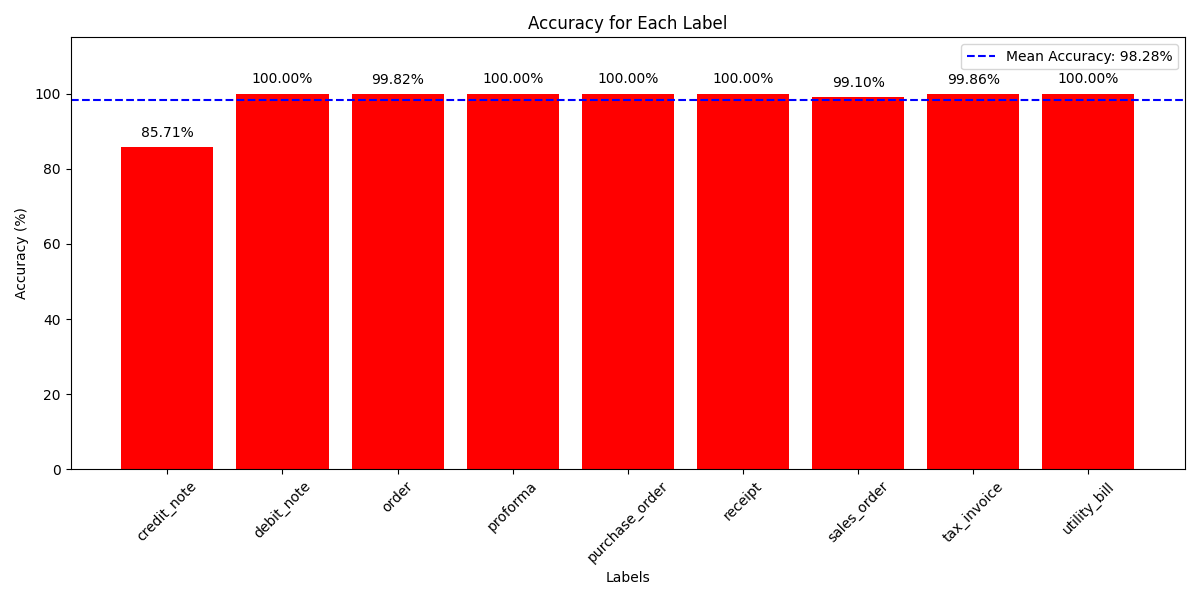 Accuracy for Each Label
Mean Accuracy: 98.28%
85.71%
100.00%
99.82%
100.00%
100.00%
100.00%
99.10%
99.86%
100.00%
Accuracy (%)
100
80
60
40
20
0
credit_note
debit_note
order
proforma
purchase_order
receipt
sales_order
tax_invoice
utility_bill
Labels